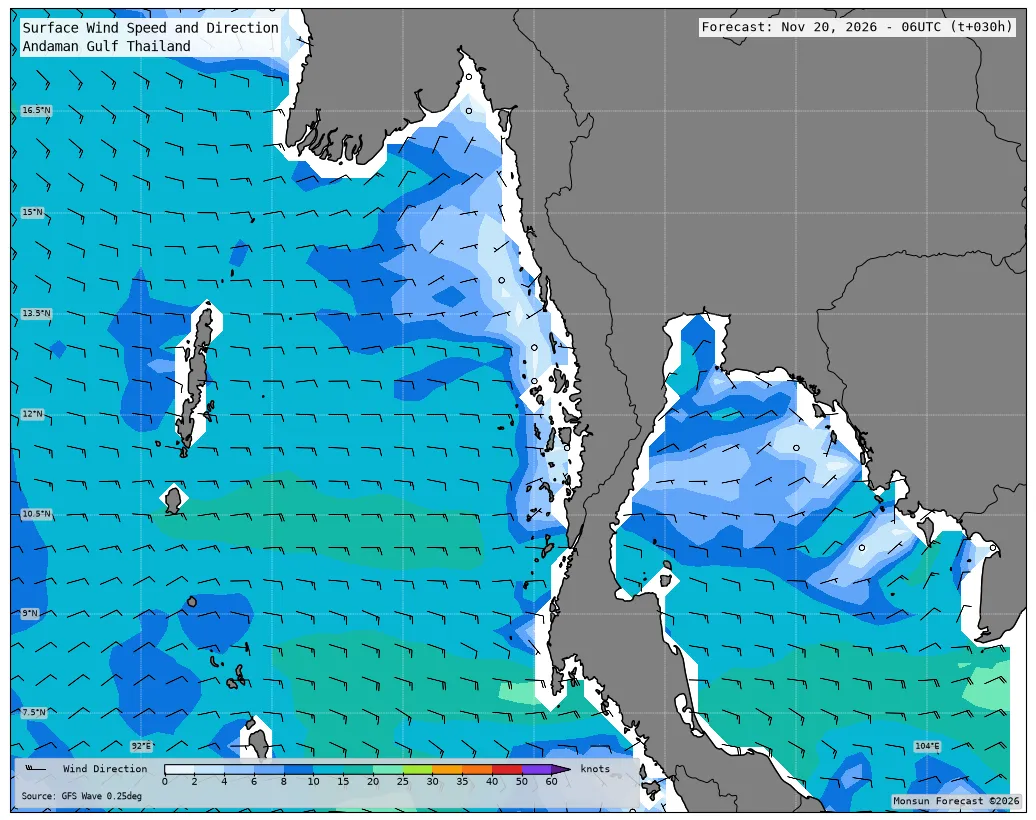 Surface Wind Speed and Direction
Andaman Gulf Thailand
Forecast: Nov 20, 2026 - 06UTC (t+030h)
16.5°N
15°N
13.5°N
12°N
10.5°N
9°N
7.5°N
92°E
104°E
Wind Direction
knots
0 2 4 6 8 10 15 20 25 30 35 40 50 60
Source: GFS Wave 0.25deg
Monsun Forecast ©2026